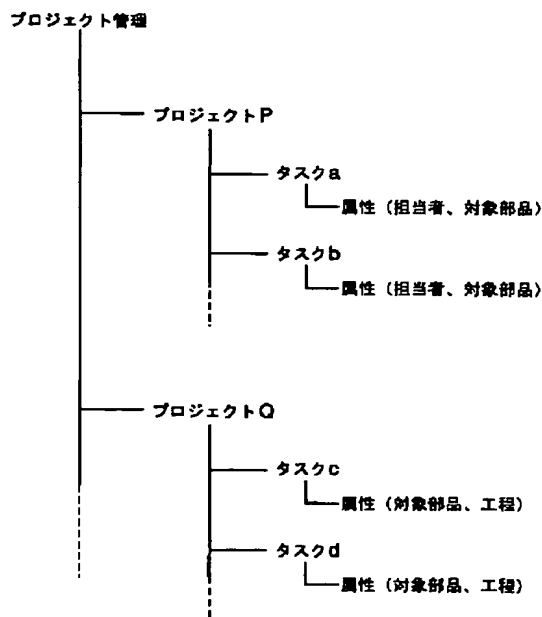 プロジェクト管理
プロジェクトP
タスクa
属性（担当者、対象部品）
タスクb
属性（担当者、対象部品）
プロジェクトQ
タスクc
属性（対象部品、工程）
タスクd
属性（対象部品、工程）